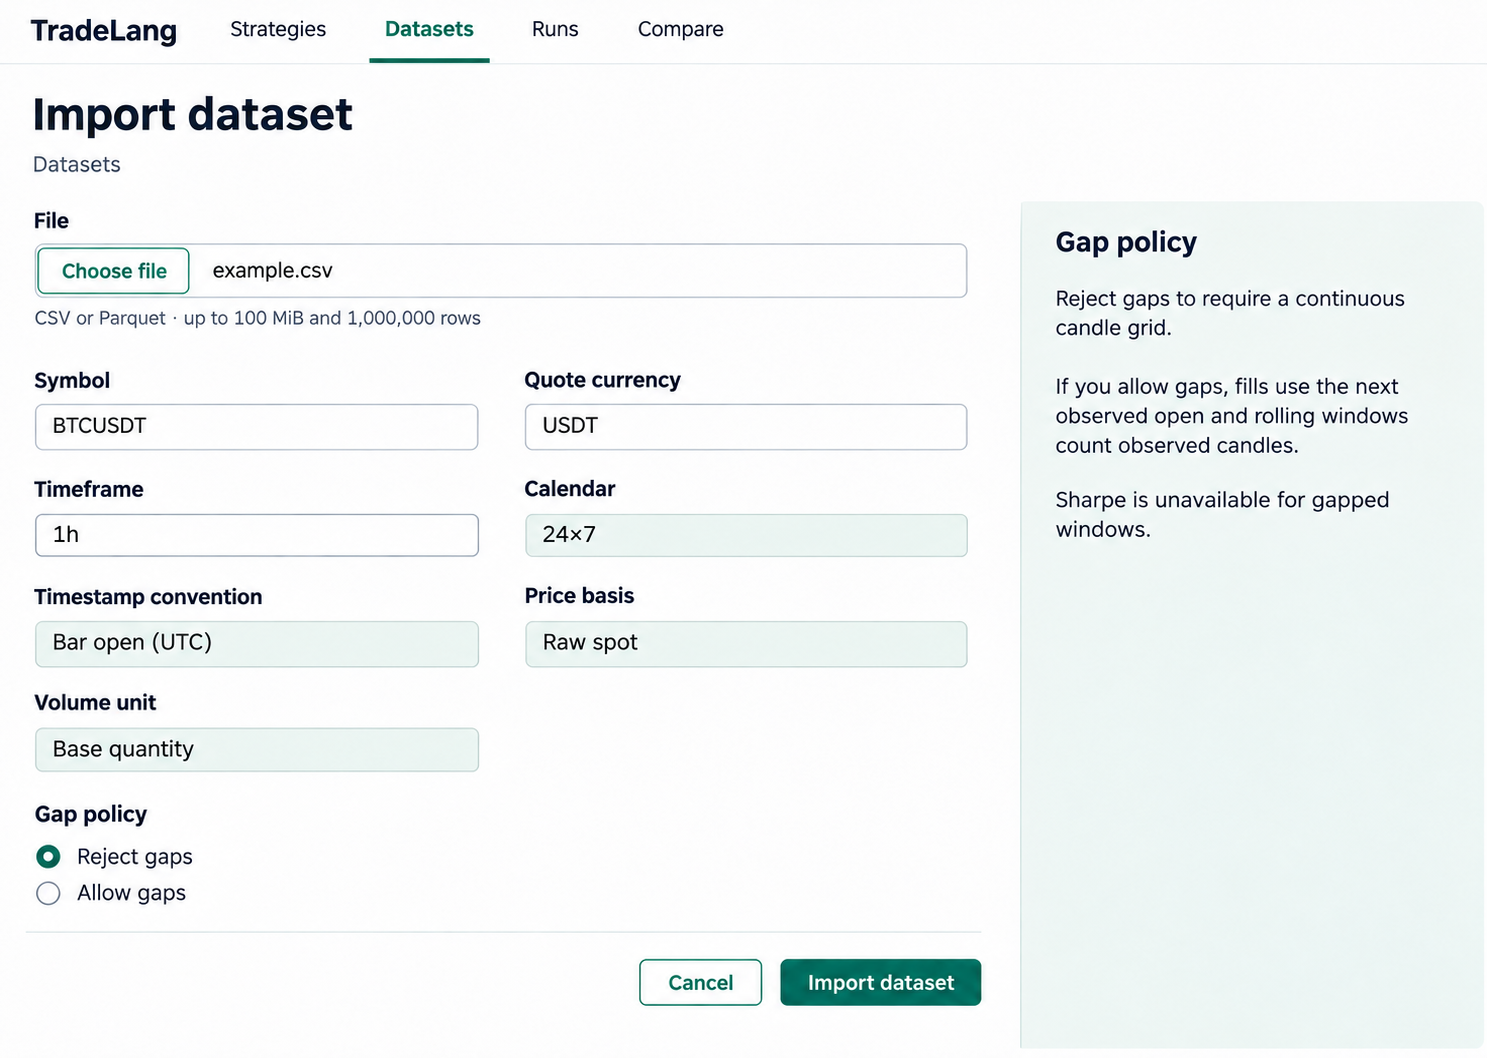 TradeLang
Strategies
Datasets
Runs
Compare
Import dataset
Datasets
File
Choose file
example.csv
CSV or Parquet · up to 100 MiB and 1,000,000 rows
Symbol
BTCUSDT
Quote currency
USDT
Timeframe
1h
Calendar
24×7
Timestamp convention
Bar open (UTC)
Price basis
Raw spot
Volume unit
Base quantity
Gap policy
Reject gaps
Allow gaps
Cancel
Import dataset
Gap policy
Reject gaps to require a continuous
candle grid.
If you allow gaps, fills use the next
observed open and rolling windows
count observed candles.
Sharpe is unavailable for gapped
windows.